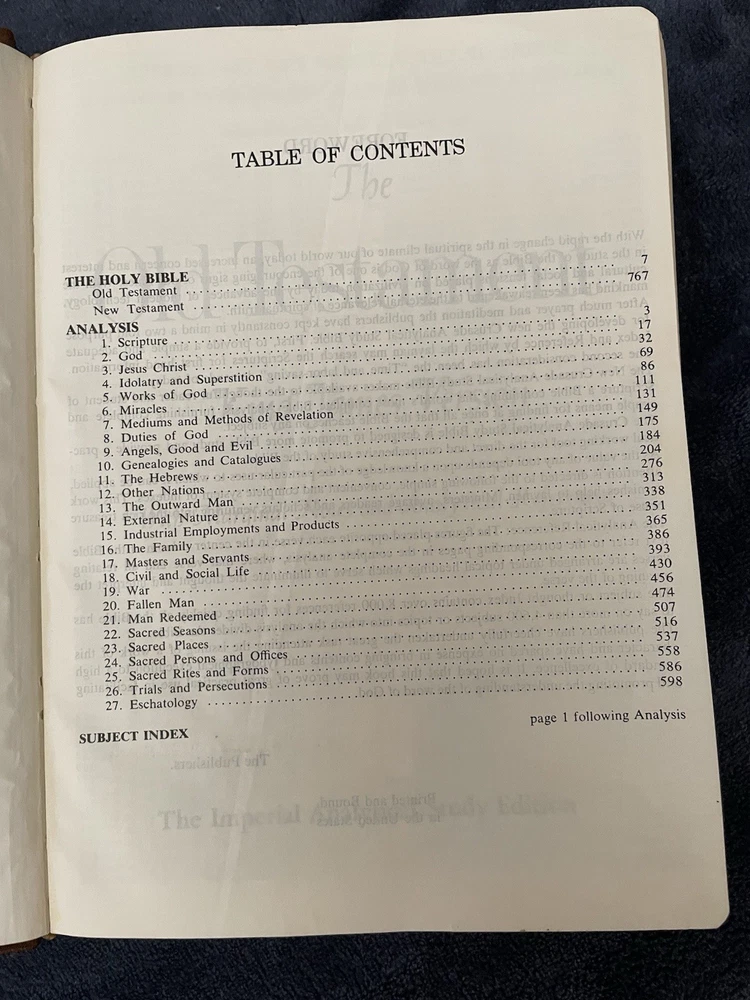 TABLE OF CONTENTS
THE HOLY BIBLE
Old Testament ........ 7
New Testament ........ 767
ANALYSIS
1. Scripture ........ 3
2. God ........ 17
3. Jesus Christ ........ 32
4. Idolatry and Superstition ........ 69
5. Works of God ........ 86
6. Miracles ........ 111
7. Mediums and Methods of Revelation ........ 131
8. Duties of God ........ 149
9. Angels, Good and Evil ........ 175
10. Genealogies and Catalogues ........ 184
11. The Hebrews ........ 204
12. Other Nations ........ 276
13. The Outward Man ........ 313
14. External Nature ........ 338
15. Industrial Employments and Products ........ 351
16. The Family ........ 365
17. Masters and Servants ........ 386
18. Civil and Social Life ........ 393
19. War ........ 430
20. Fallen Man ........ 456
21. Man Redeemed ........ 474
22. Sacred Seasons ........ 507
23. Sacred Places ........ 516
24. Sacred Persons and Offices ........ 537
25. Sacred Rites and Forms ........ 558
26. Trials and Persecutions ........ 586
27. Eschatology ........ 598
SUBJECT INDEX page 1 following Analysis